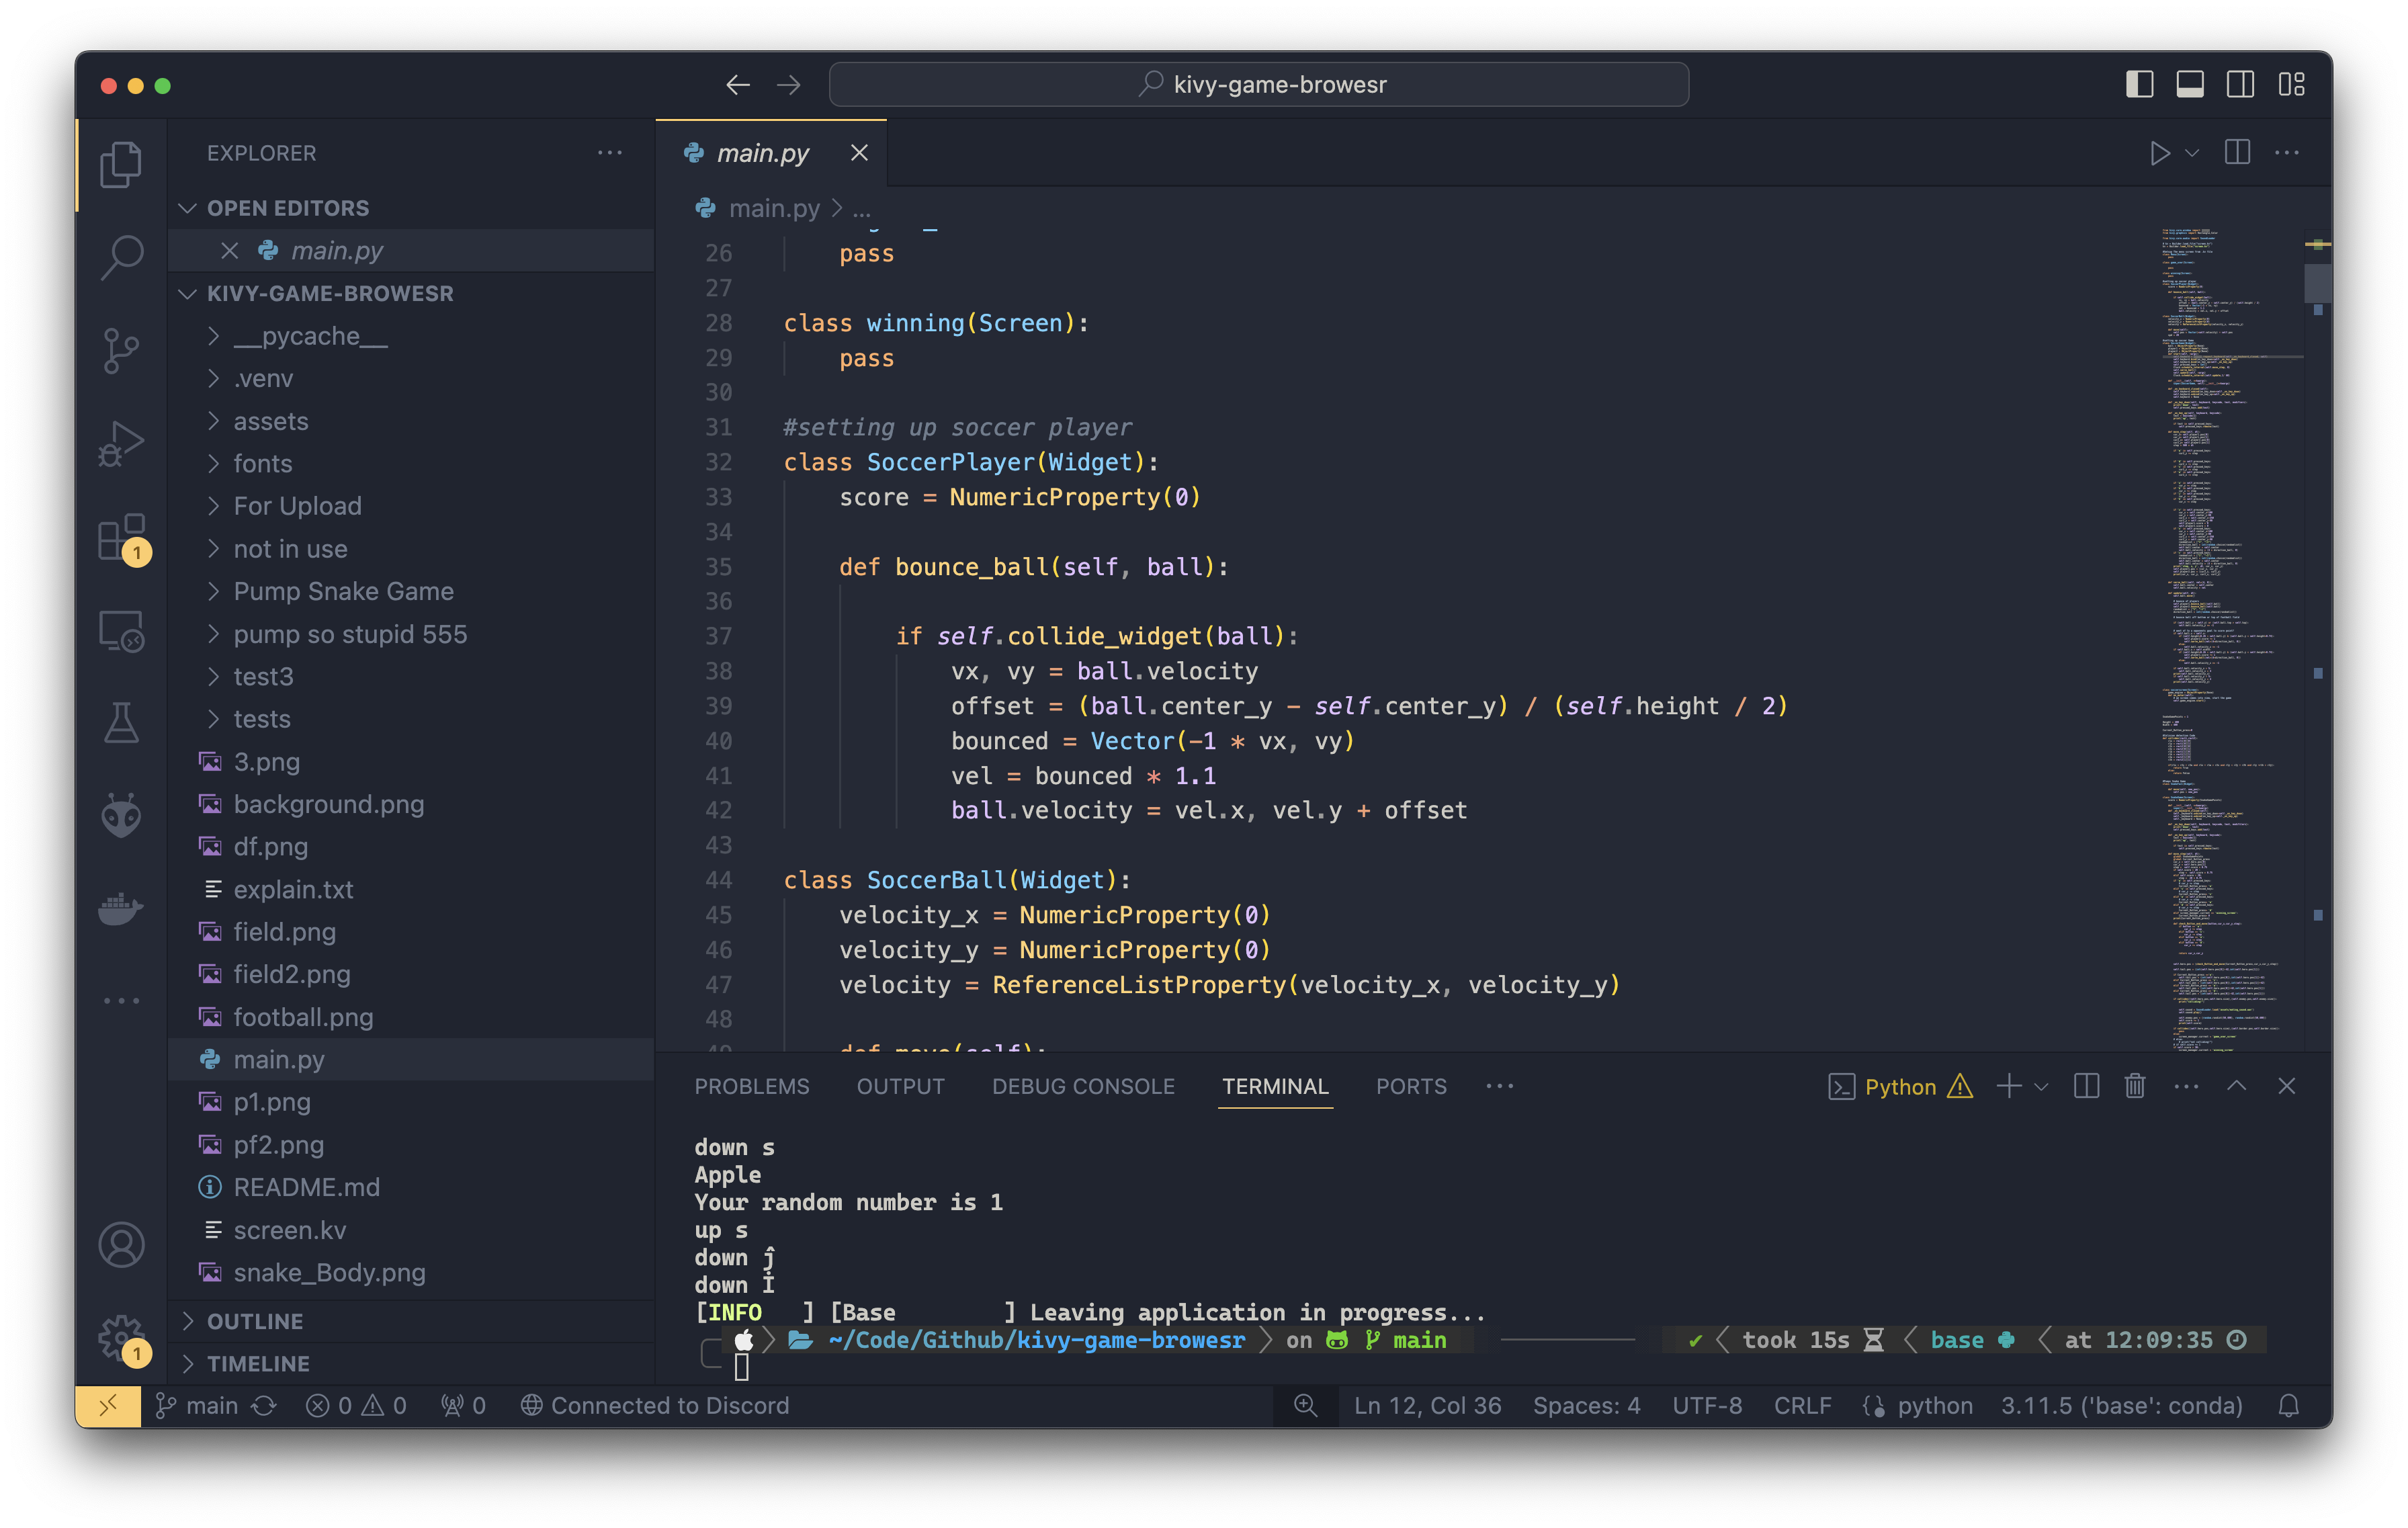 kivy-game-browesr
EXPLORER
OPEN EDITORS
main.py
KIVY-GAME-BROWESR
__pycache__
.venv
assets
fonts
For Upload
not in use
Pump Snake Game
pump so stupid 555
test3
tests
3.png
background.png
df.png
explain.txt
field.png
field2.png
football.png
main.py
p1.png
pf2.png
README.md
screen.kv
snake_Body.png
OUTLINE
TIMELINE
1
1
main.py
main.py > ...
26 pass
27
28 class winning(Screen):
29 pass
30
31 #setting up soccer player
32 class SoccerPlayer(Widget):
33 score = NumericProperty(0)
34
35 def bounce_ball(self, ball):
36
37 if self.collide_widget(ball):
38 vx, vy = ball.velocity
39 offset = (ball.center_y - self.center_y) / (self.height / 2)
40 bounced = Vector(-1 * vx, vy)
41 vel = bounced * 1.1
42 ball.velocity = vel.x, vel.y + offset
43
44 class SoccerBall(Widget):
45 velocity_x = NumericProperty(0)
46 velocity_y = NumericProperty(0)
47 velocity = ReferenceListProperty(velocity_x, velocity_y)
48
49 def move(self):
PROBLEMS OUTPUT DEBUG CONSOLE TERMINAL PORTS ... Python
down s
Apple
Your random number is 1
up s
down ĵ
down İ
[INFO   ] [Base        ] Leaving application in progress...
~/Code/Github/kivy-game-browesr on main ✔ took 15s base at 12:09:35
main 0 0 0 Connected to Discord Ln 12, Col 36 Spaces: 4 UTF-8 CRLF python 3.11.5 ('base': conda)